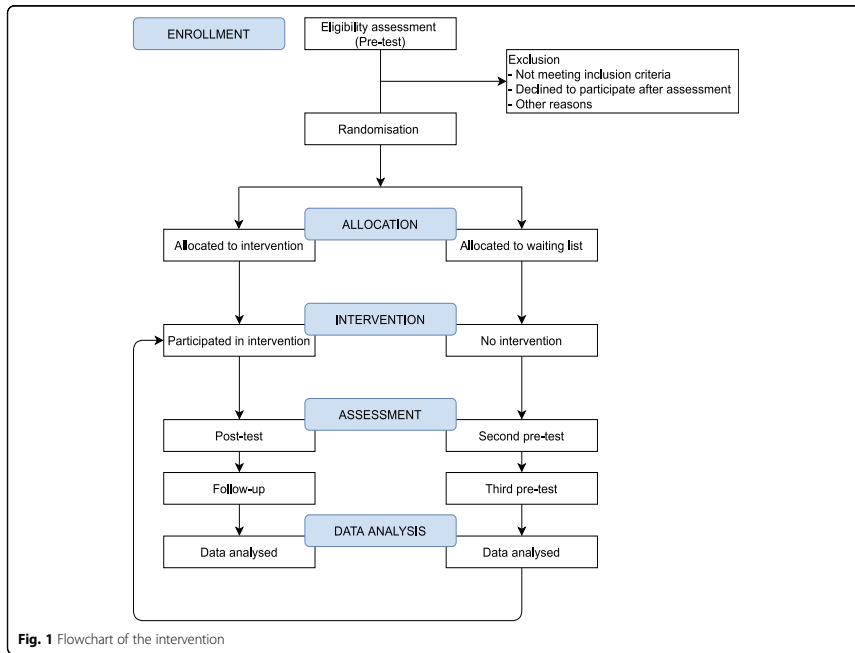 ENROLLMENT
Eligibility assessment
(Pre-test)
Exclusion
- Not meeting inclusion criteria
- Declined to participate after assessment
- Other reasons
Randomisation
ALLOCATION
Allocated to intervention
Allocated to waiting list
INTERVENTION
Participated in intervention
No intervention
ASSESSMENT
Post-test
Second pre-test
Follow-up
Third pre-test
DATA ANALYSIS
Data analysed
Data analysed
Fig. 1 Flowchart of the intervention